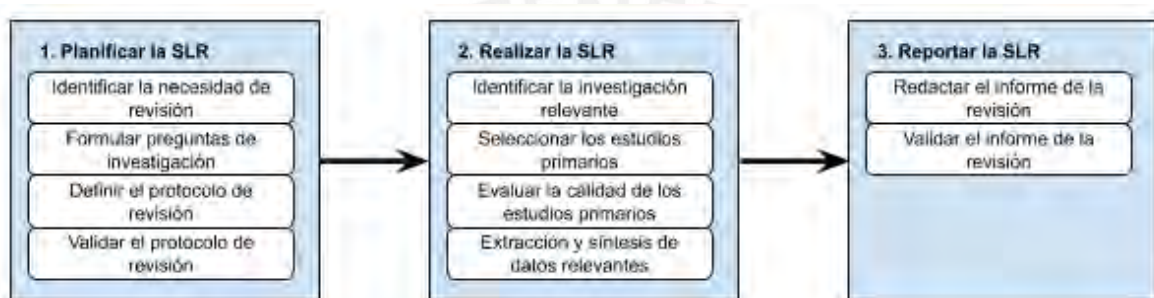 1. Planificar la SLR
Identificar la necesidad de
revisión
Formular preguntas de
investigación
Definir el protocolo de
revisión
Validar el protocolo de
revisión
2. Realizar la SLR
Identificar la investigación
relevante
Seleccionar los estudios
primarios
Evaluar la calidad de los
estudios primarios
Extracción y síntesis de
datos relevantes
3. Reportar la SLR
Redactar el informe de la
revisión
Validar el informe de la
revisión